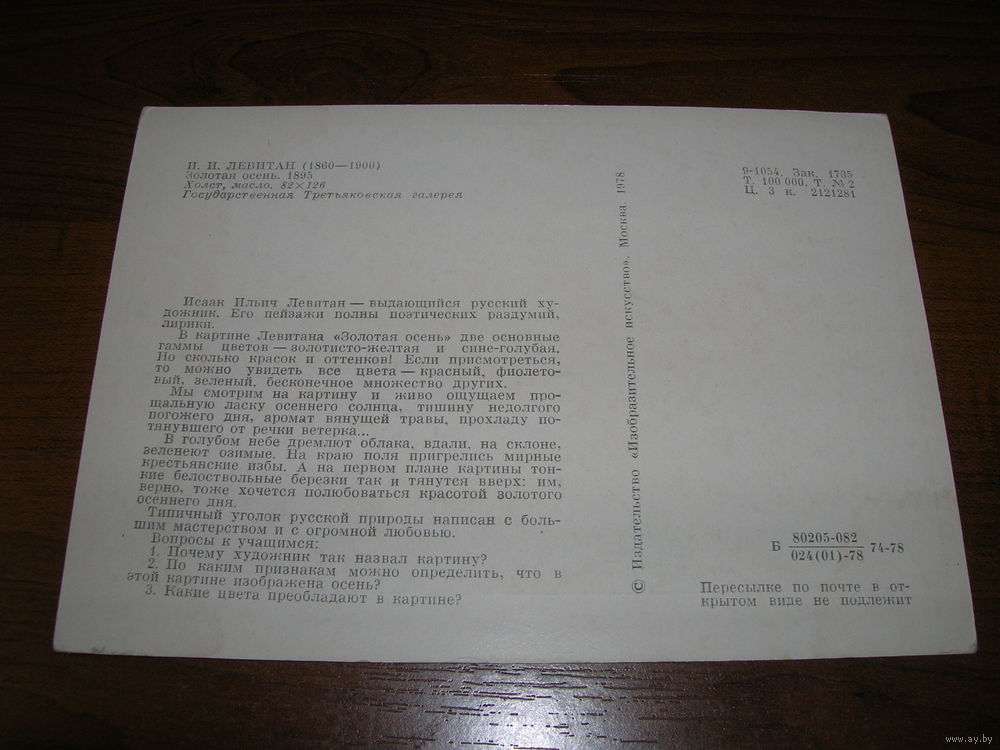 И. И. ЛЕВИТАН (1860—1900)
Золотая осень. 1895
Холст, масло. 82×126
Государственная Третьяковская галерея
Исаак Ильич Левитан — выдающийся русский ху-
дожник. Его пейзажи полны поэтических раздумий,
лирики.
В картине Левитана «Золотая осень» две основные
гаммы цветов — золотисто-желтая и сине-голубая.
Но сколько красок и оттенков! Если присмотреться,
то можно увидеть все цвета — красный, фиолето-
вый, зеленый, бесконечное множество других.
Мы смотрим на картину и живо ощущаем про-
щальную ласку осеннего солнца, тишину недолгого
погожего дня, аромат вянущей травы, прохладу по-
тянувшего от речки ветерка...
В голубом небе дремлют облака, вдали, на склоне,
зеленеют озимые. На краю поля пригрелись мирные
крестьянские избы. А на первом плане картины тон-
кие белоствольные березки так и тянутся вверх: им,
верно, тоже хочется полюбоваться красотой золотого
осеннего дня.
Типичный уголок русской природы написан с боль-
шим мастерством и с огромной любовью.
Вопросы к учащимся:
1. Почему художник так назвал картину?
2. По каким признакам можно определить, что в
этой картине изображена осень?
3. Какие цвета преобладают в картине?
© Издательство «Изобразительное искусство». Москва. 1978
9-1054. Зак. 1735
Т. 100 000. Т. № 2
Ц. 3 к. 2121281
Б 80205-082
024(01)-78 74-78
Пересылке по почте в от-
крытом виде не подлежит
www.ay.by